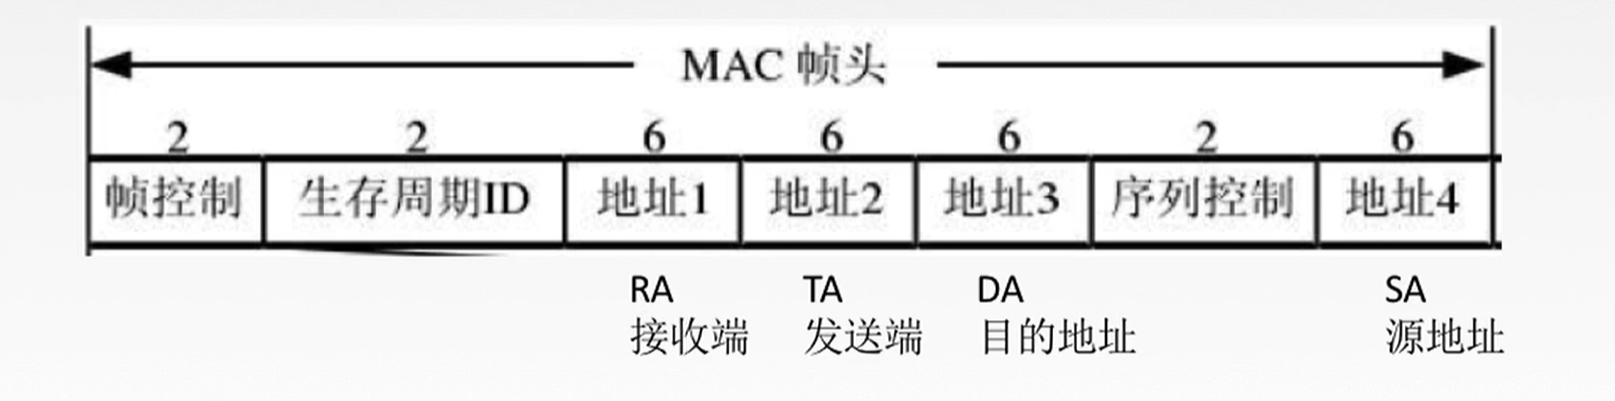 MAC 帧头
2 2 6 6 6 2 6
帧控制 生存周期ID 地址1 地址2 地址3 序列控制 地址4
RA TA DA SA
接收端 发送端 目的地址 源地址